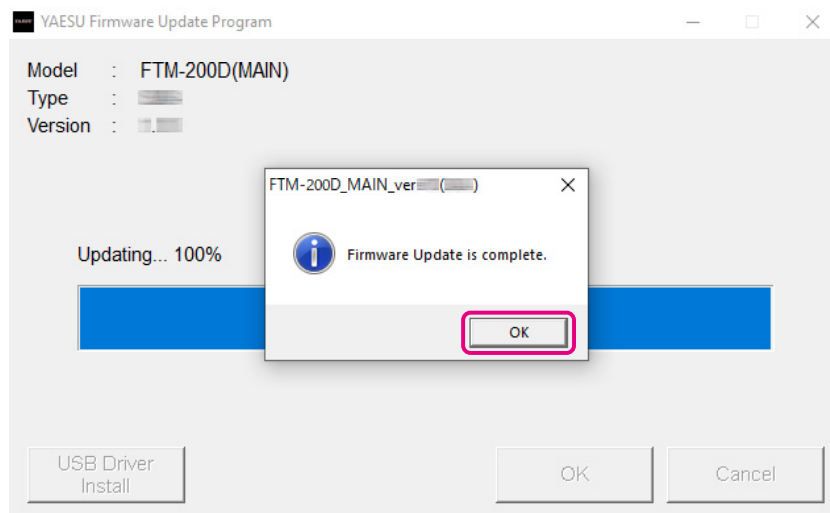 YAESU Firmware Update Program
Model : FTM-200D(MAIN)
Type :
Version :
FTM-200D_MAIN_ver ( )
Firmware Update is complete.
Updating... 100%
OK
USB Driver
Install
OK
Cancel